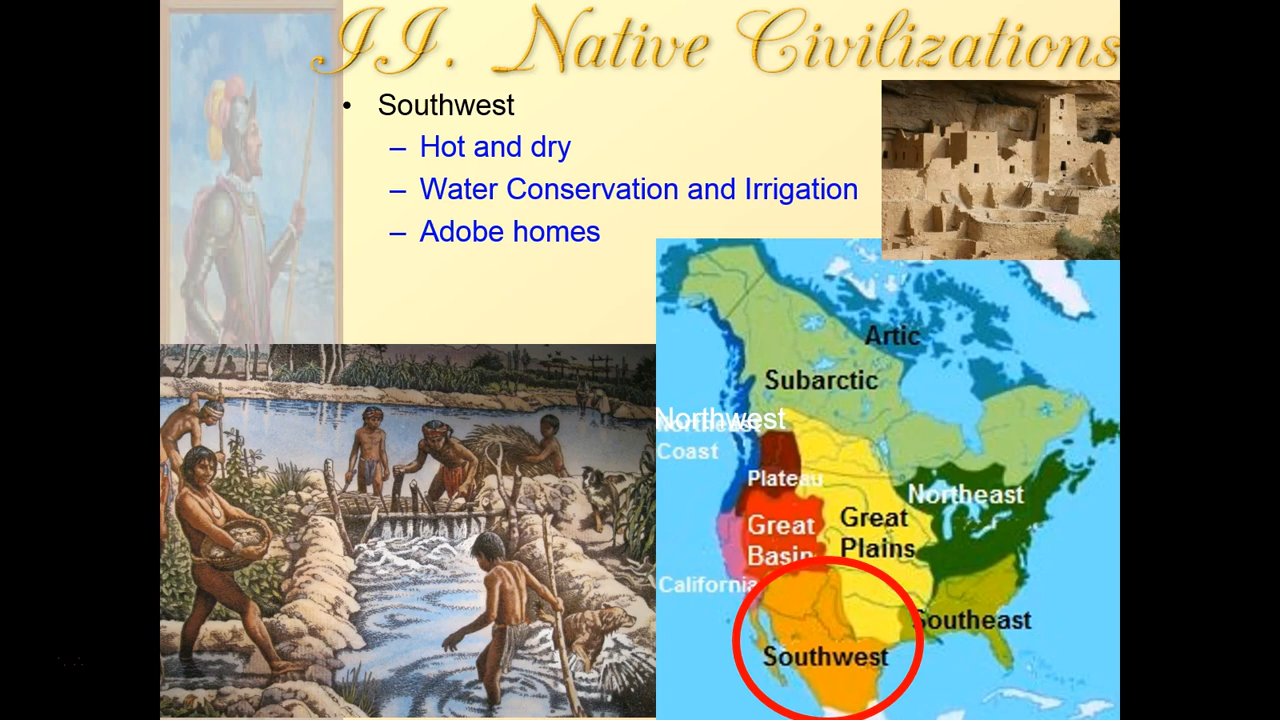 II. Native Civilizations
• Southwest
– Hot and dry
– Water Conservation and Irrigation
– Adobe homes
Artic
Subarctic
Northwest
Northeast
Coast
Plateau
Northeast
Great
Basin
Great
Plains
California
Southeast
Southwest